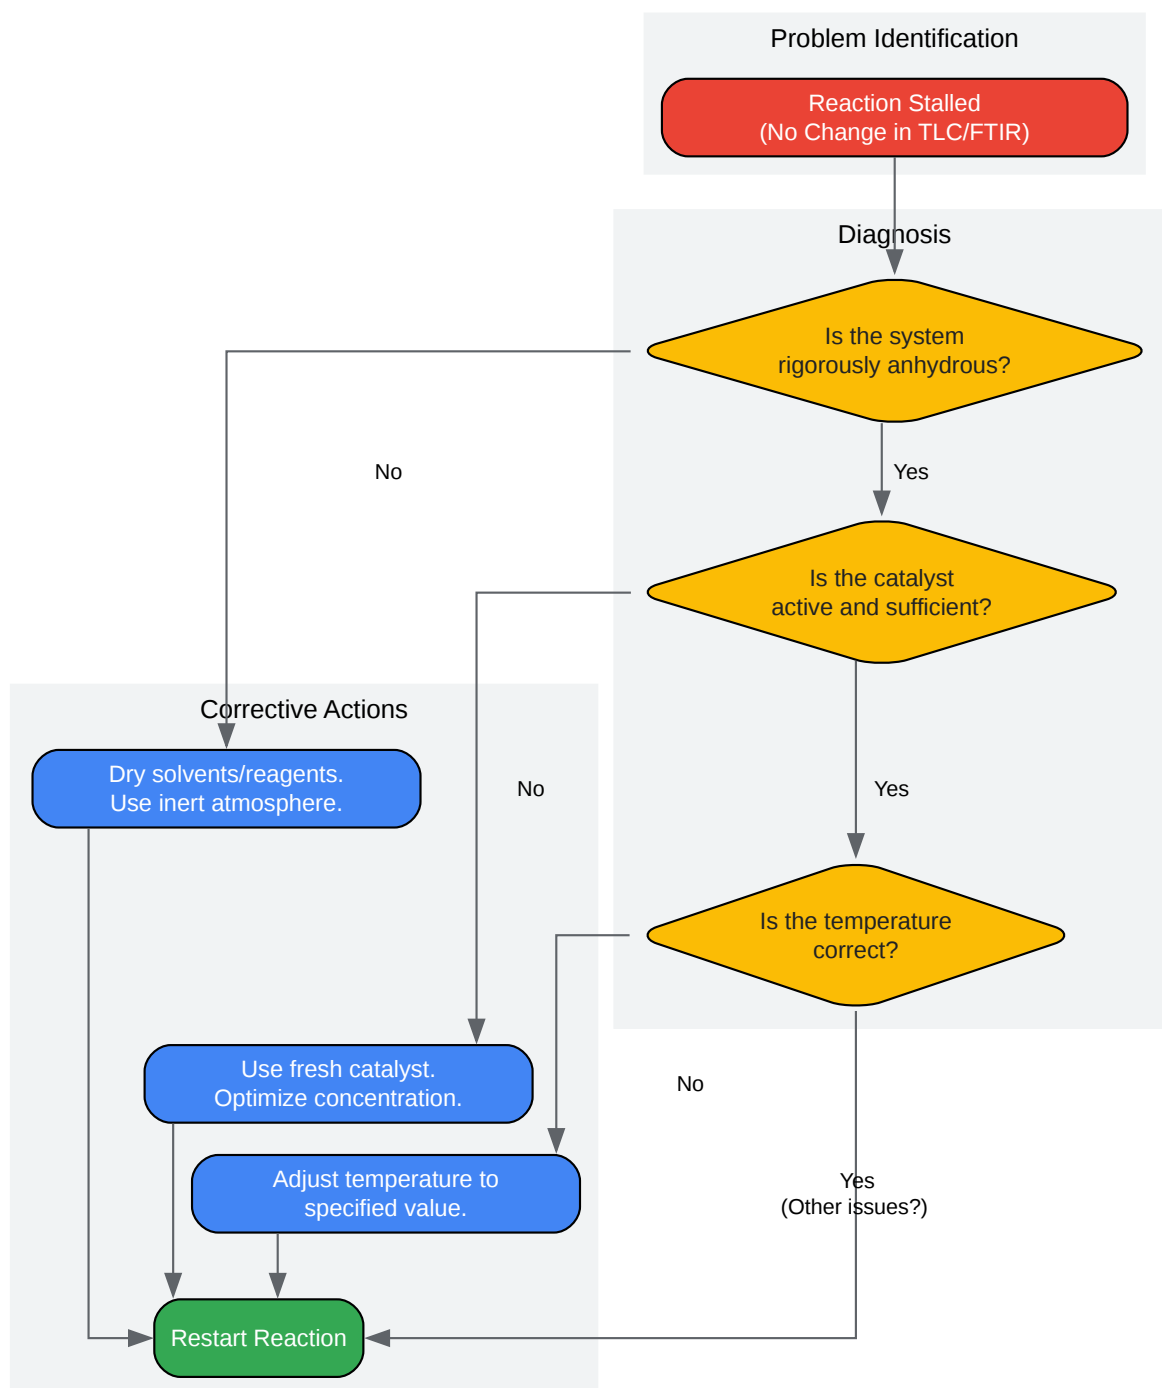 Problem Identification
Reaction Stalled
(No Change in TLC/FTIR)
Diagnosis
Is the system
rigorously anhydrous?
No
Yes
Is the catalyst
active and sufficient?
Corrective Actions
Dry solvents/reagents.
Use inert atmosphere.
No
Yes
Is the temperature
correct?
Use fresh catalyst.
Optimize concentration.
No
Adjust temperature to
specified value.
Yes
(Other issues?)
Restart Reaction